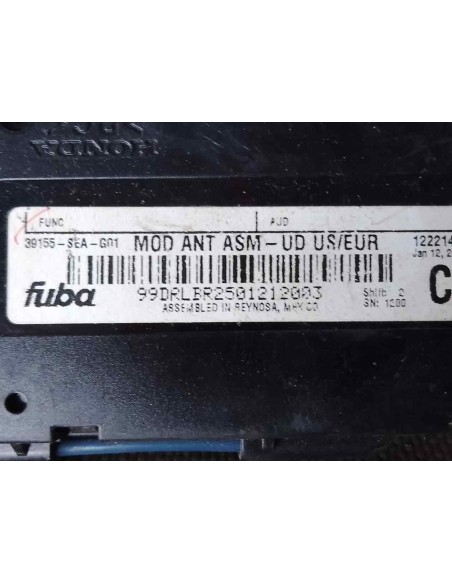 HONDA
FUNC AUD
39155-SEA-G01 MOD ANT ASM-UD US/EUR 122214
Jan 12, 2
fuba 99DRLBR2501212003 Shift: 2 C
ASSEMBLED IN REYNOSA, MEXICO SN: 1280